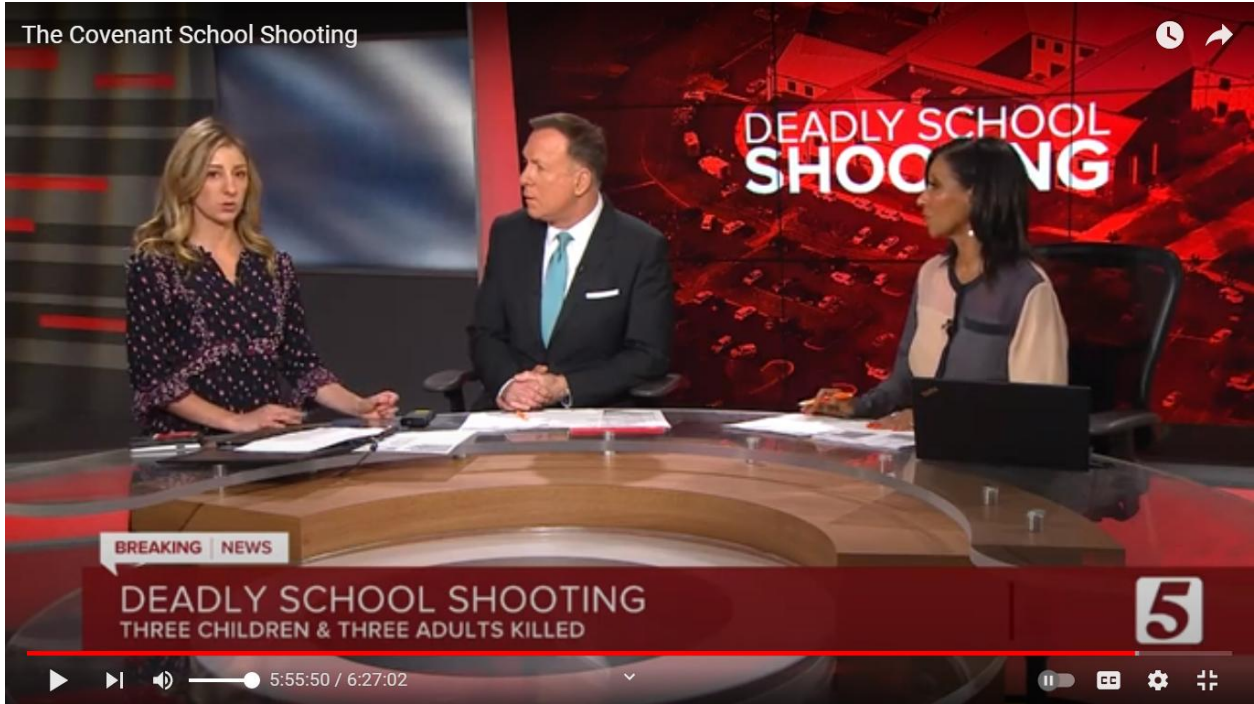 The Covenant School Shooting
DEADLY SCHOOL
SHOO NG
BREAKING | NEWS
DEADLY SCHOOL SHOOTING
THREE CHILDREN & THREE ADULTS KILLED
5
5:55:50 / 6:27:02
CC